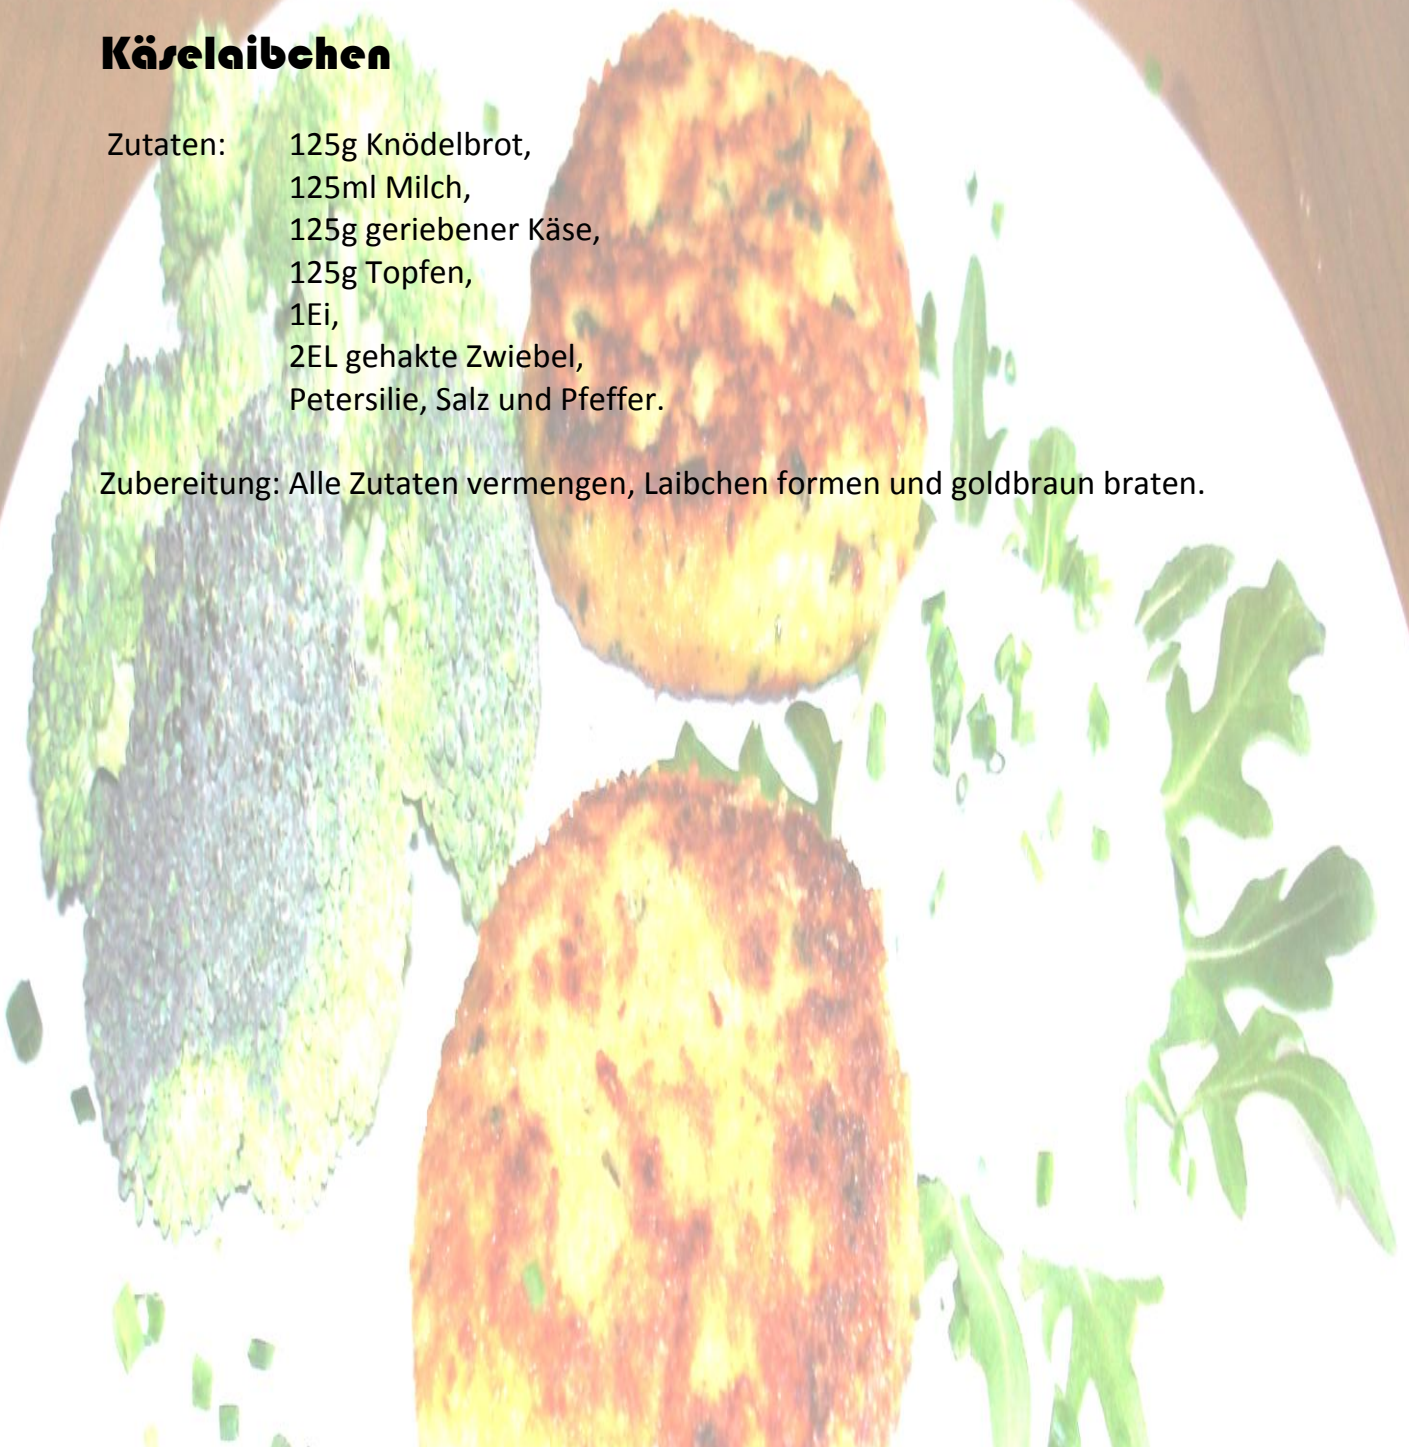 Käselaibchen
Zutaten: 125g Knödelbrot,
125ml Milch,
125g geriebener Käse,
125g Topfen,
1Ei,
2EL gehakte Zwiebel,
Petersilie, Salz und Pfeffer.
Zubereitung: Alle Zutaten vermengen, Laibchen formen und goldbraun braten.